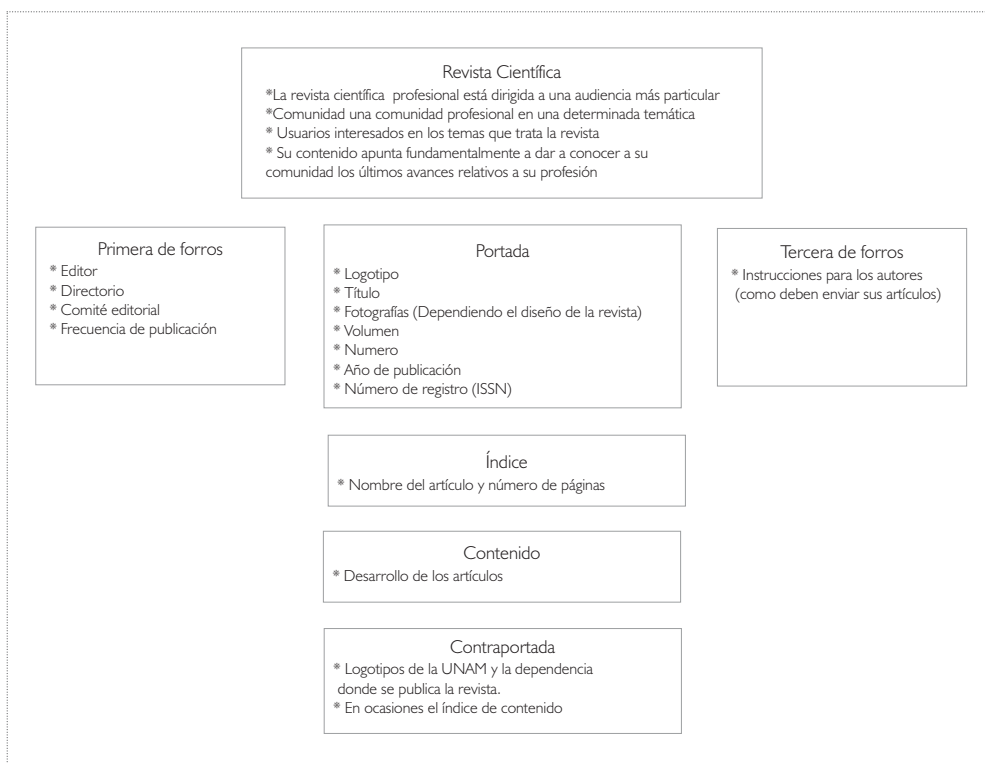 Revista Científica
*La revista científica profesional está dirigida a una audiencia más particular
*Comunidad una comunidad profesional en una determinada temática
* Usuarios interesados en los temas que trata la revista
* Su contenido apunta fundamentalmente a dar a conocer a su
comunidad los últimos avances relativos a su profesión
Primera de forros
* Editor
* Directorio
* Comité editorial
* Frecuencia de publicación
Portada
* Logotipo
* Título
* Fotografías (Dependiendo el diseño de la revista)
* Volumen
* Numero
* Año de publicación
* Número de registro (ISSN)
Tercera de forros
* Instrucciones para los autores
(como deben enviar sus artículos)
Índice
* Nombre del artículo y número de páginas
Contenido
* Desarrollo de los artículos
Contraportada
* Logotipos de la UNAM y la dependencia
donde se publica la revista.
* En ocasiones el índice de contenido